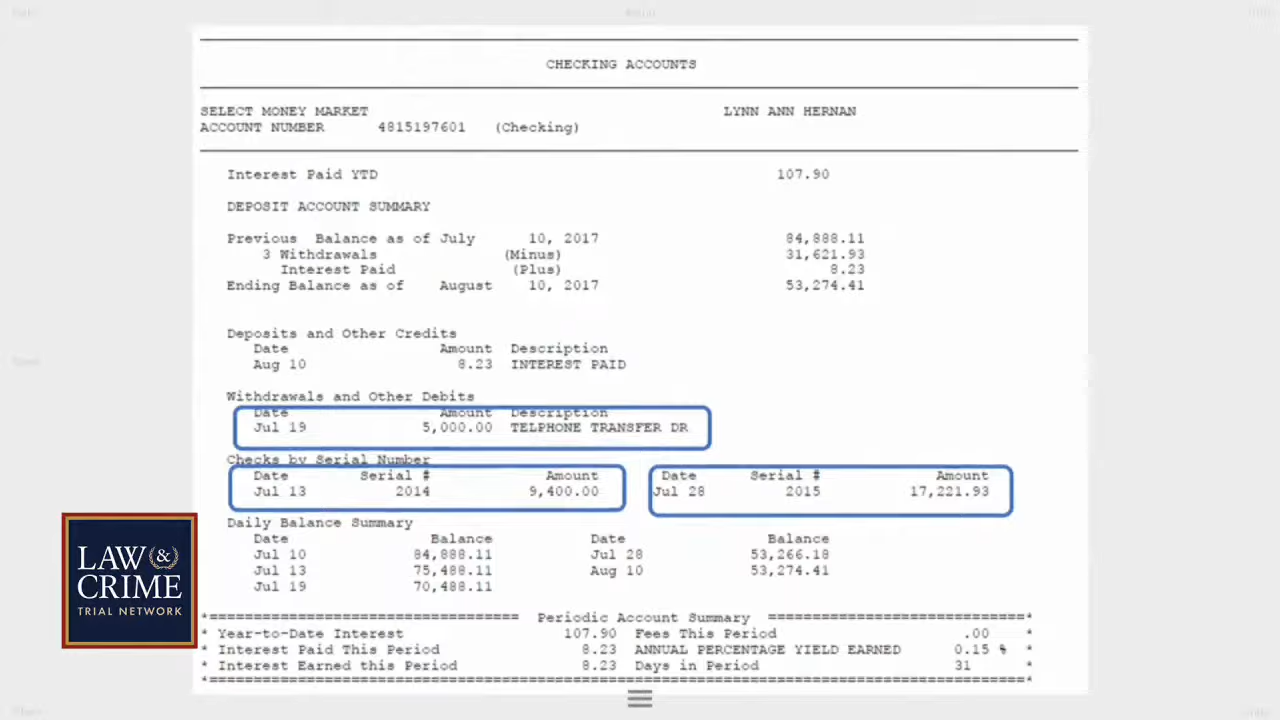 CHECKING ACCOUNTS
SELECT MONEY MARKET LYNN ANN HERNAN
ACCOUNT NUMBER 4815197601 (Checking)
Interest Paid YTD 107.90
DEPOSIT ACCOUNT SUMMARY
Previous Balance as of July 10, 2017 84,888.11
3 Withdrawals (Minus) 31,621.93
Interest Paid (Plus) 8.23
Ending Balance as of August 10, 2017 53,274.41
Deposits and Other Credits
Date Amount Description
Aug 10 8.23 INTEREST PAID
Withdrawals and Other Debits
Date Amount Description
Jul 19 5,000.00 TELPHONE TRANSFER DR
Checks by Serial Number
Date Serial # Amount Date Serial # Amount
Jul 13 2014 9,400.00 Jul 28 2015 17,221.93
Daily Balance Summary
Date Balance Date Balance
Jul 10 84,888.11 Jul 28 53,266.18
Jul 13 75,488.11 Aug 10 53,274.41
Jul 19 70,488.11
*=================================== Periodic Account Summary =============================*
* Year-to-Date Interest 107.90 Fees This Period .00 *
* Interest Paid This Period 8.23 ANNUAL PERCENTAGE YIELD EARNED 0.15 % *
* Interest Earned this Period 8.23 Days in Period 31 *
*=============================================================================================*
LAW &
CRIME
TRIAL NETWORK